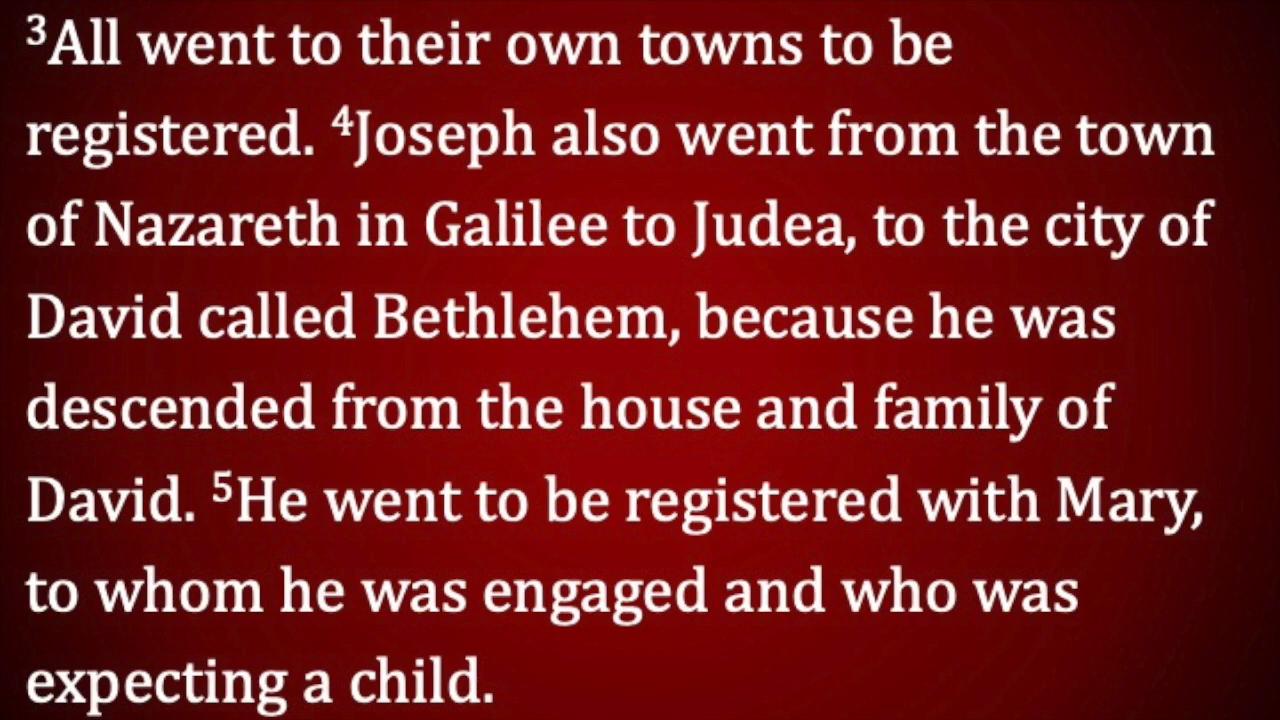 ³All went to their own towns to be
registered. ⁴Joseph also went from the town
of Nazareth in Galilee to Judea, to the city of
David called Bethlehem, because he was
descended from the house and family of
David. ⁵He went to be registered with Mary,
to whom he was engaged and who was
expecting a child.